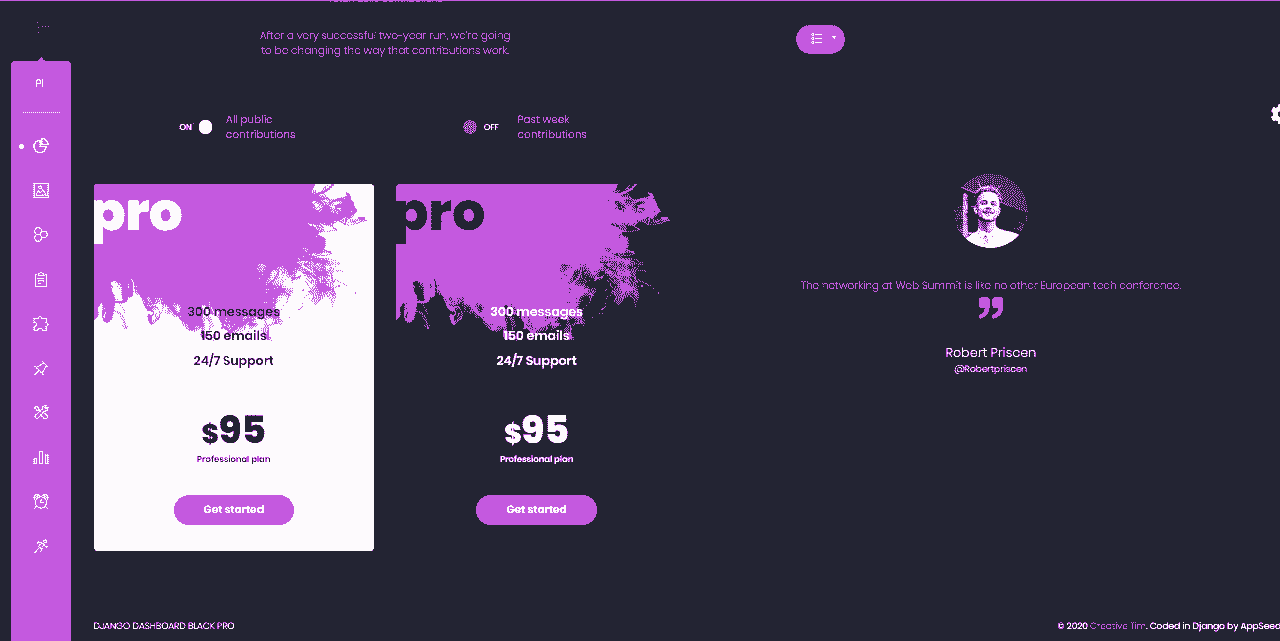 After a very successful two-year run, we're going
to be changing the way that contributions work.
PI
ON
All public
contributions
OFF
Past week
contributions
pro
300 messages
150 emails
24/7 Support
$95
Professional plan
Get started
pro
300 messages
150 emails
24/7 Support
$95
Professional plan
Get started
The networking at Web Summit is like no other European tech conference.
Robert Priscen
@Robertpriscen
DJANGO DASHBOARD BLACK PRO
© 2020 Creative Tim. Coded in Django by AppSeed